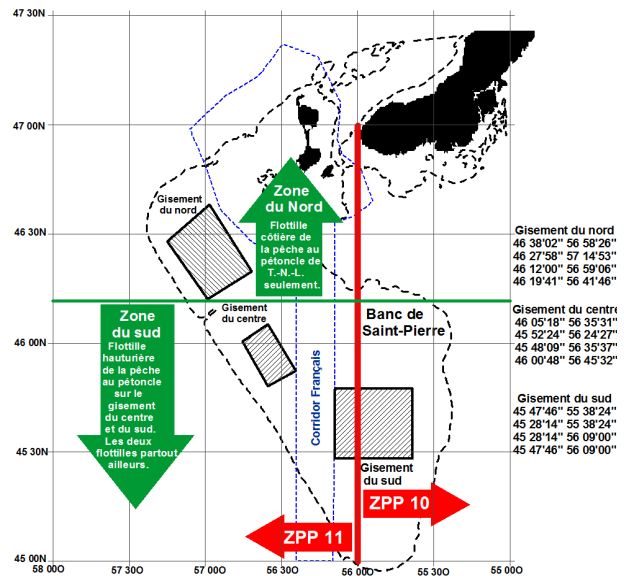 47 30N
47 00N
46 30N
46 00N
45 30N
45 00N
58 00O
57 30O
57 00O
56 30O
56 00O
55 30O
55 00O
Gisement
du nord
Zone
du Nord
Flottille
côtière de
la pêche au
pétoncle de
T.-N.-L.
seulement.
Zone
du sud
Flottille
hauturière
de la pêche
au pétoncle
sur le
gisement
du centre
et du sud.
Les deux
flottilles partout
ailleurs.
Gisement
du centre
Corridor Français
Banc de
Saint-Pierre
Gisement
du sud
ZPP 10
ZPP 11
Gisement du nord
46 38'02" 56 58'26"
46 27'58" 57 14'53"
46 12'00" 56 59'06"
46 19'41" 56 41'46"
Gisement du centre
46 05'18" 56 35'31"
45 52'24" 56 24'27"
45 48'09" 56 35'37"
46 00'48" 56 45'32"
Gisement du sud
45 47'46" 55 38'24"
45 28'14" 55 38'24"
45 28'14" 56 09'00"
45 47'46" 56 09'00"